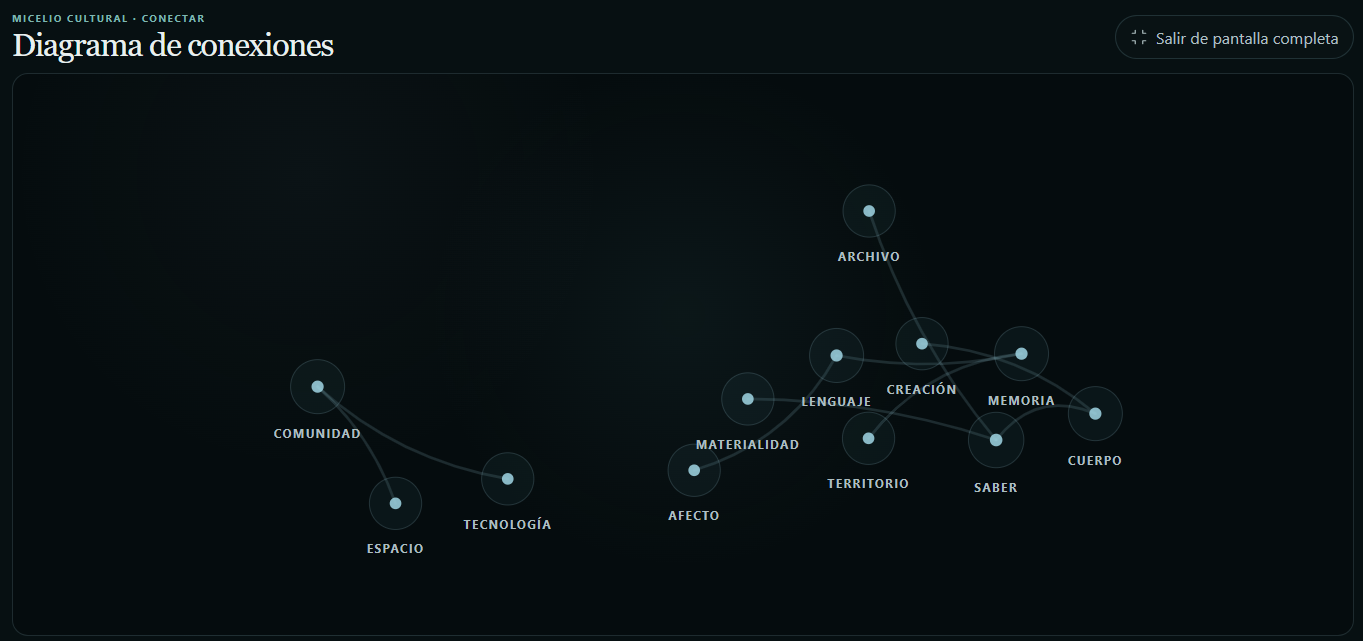 MICELIO CULTURAL · CONECTAR
Diagrama de conexiones
Salir de pantalla completa
ARCHIVO
CREACIÓN
LENGUAJE
MEMORIA
COMUNIDAD
MATERIALIDAD
CUERPO
TERRITORIO
SABER
AFECTO
TECNOLOGÍA
ESPACIO